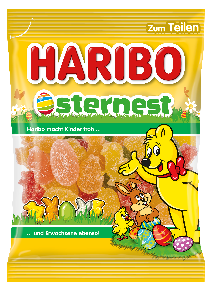 Zum Teilen
HARIBO
Osternest
Haribo macht Kinder froh ...
... und Erwachsene ebenso!